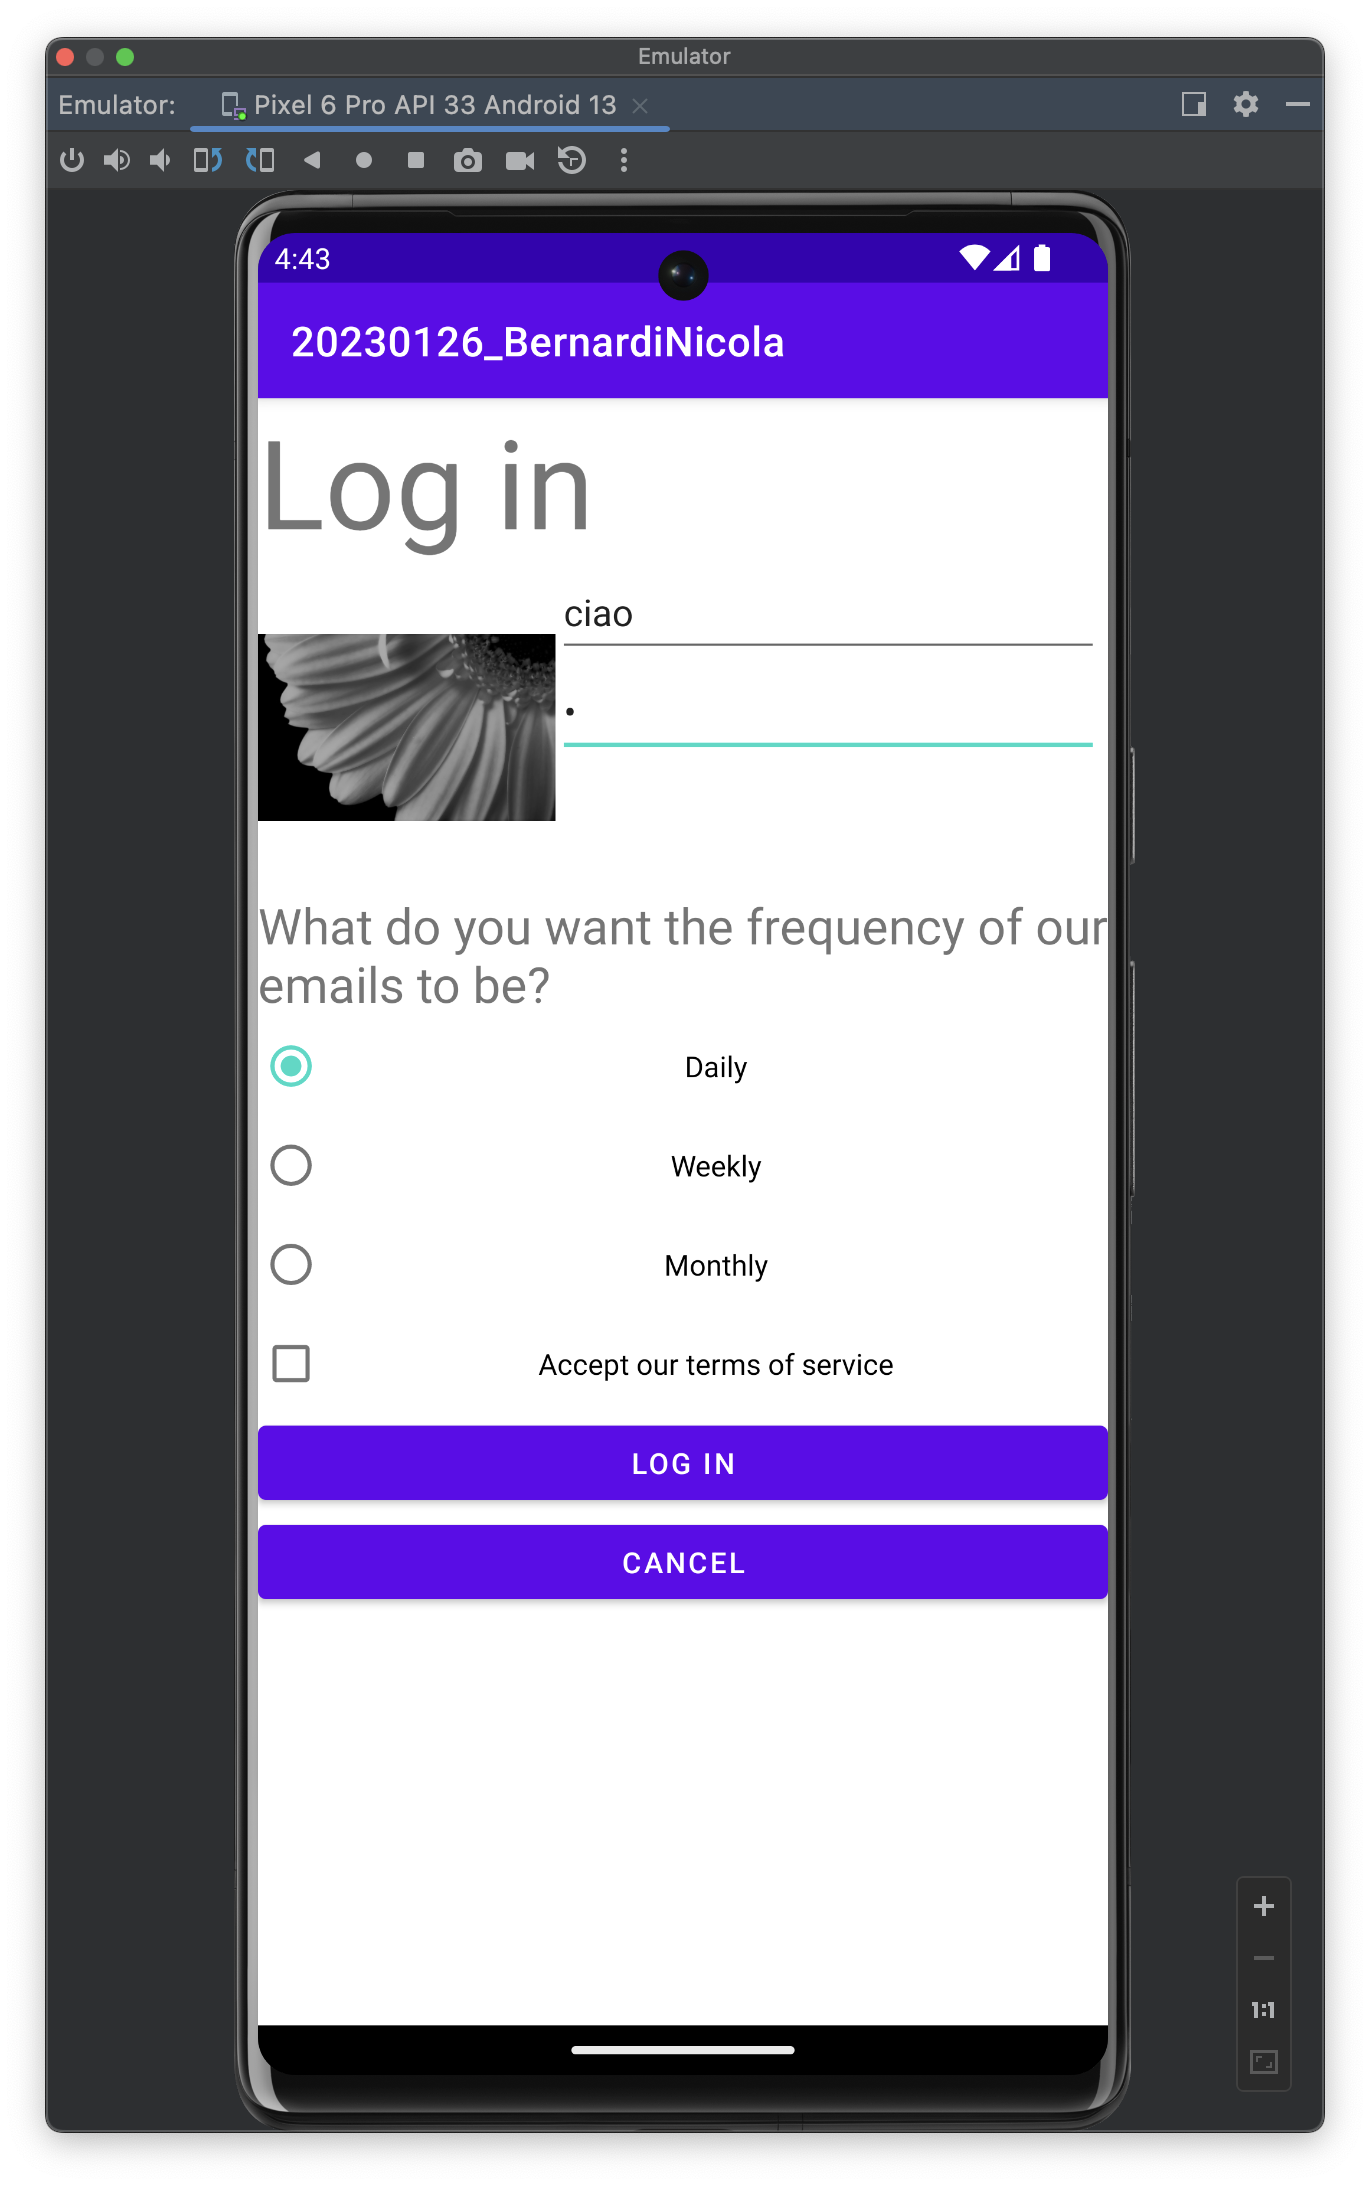 Emulator
Emulator: Pixel 6 Pro API 33 Android 13
4:43
20230126_BernardiNicola
Log in
ciao
•
What do you want the frequency of our
emails to be?
Daily
Weekly
Monthly
Accept our terms of service
LOG IN
CANCEL
1:1